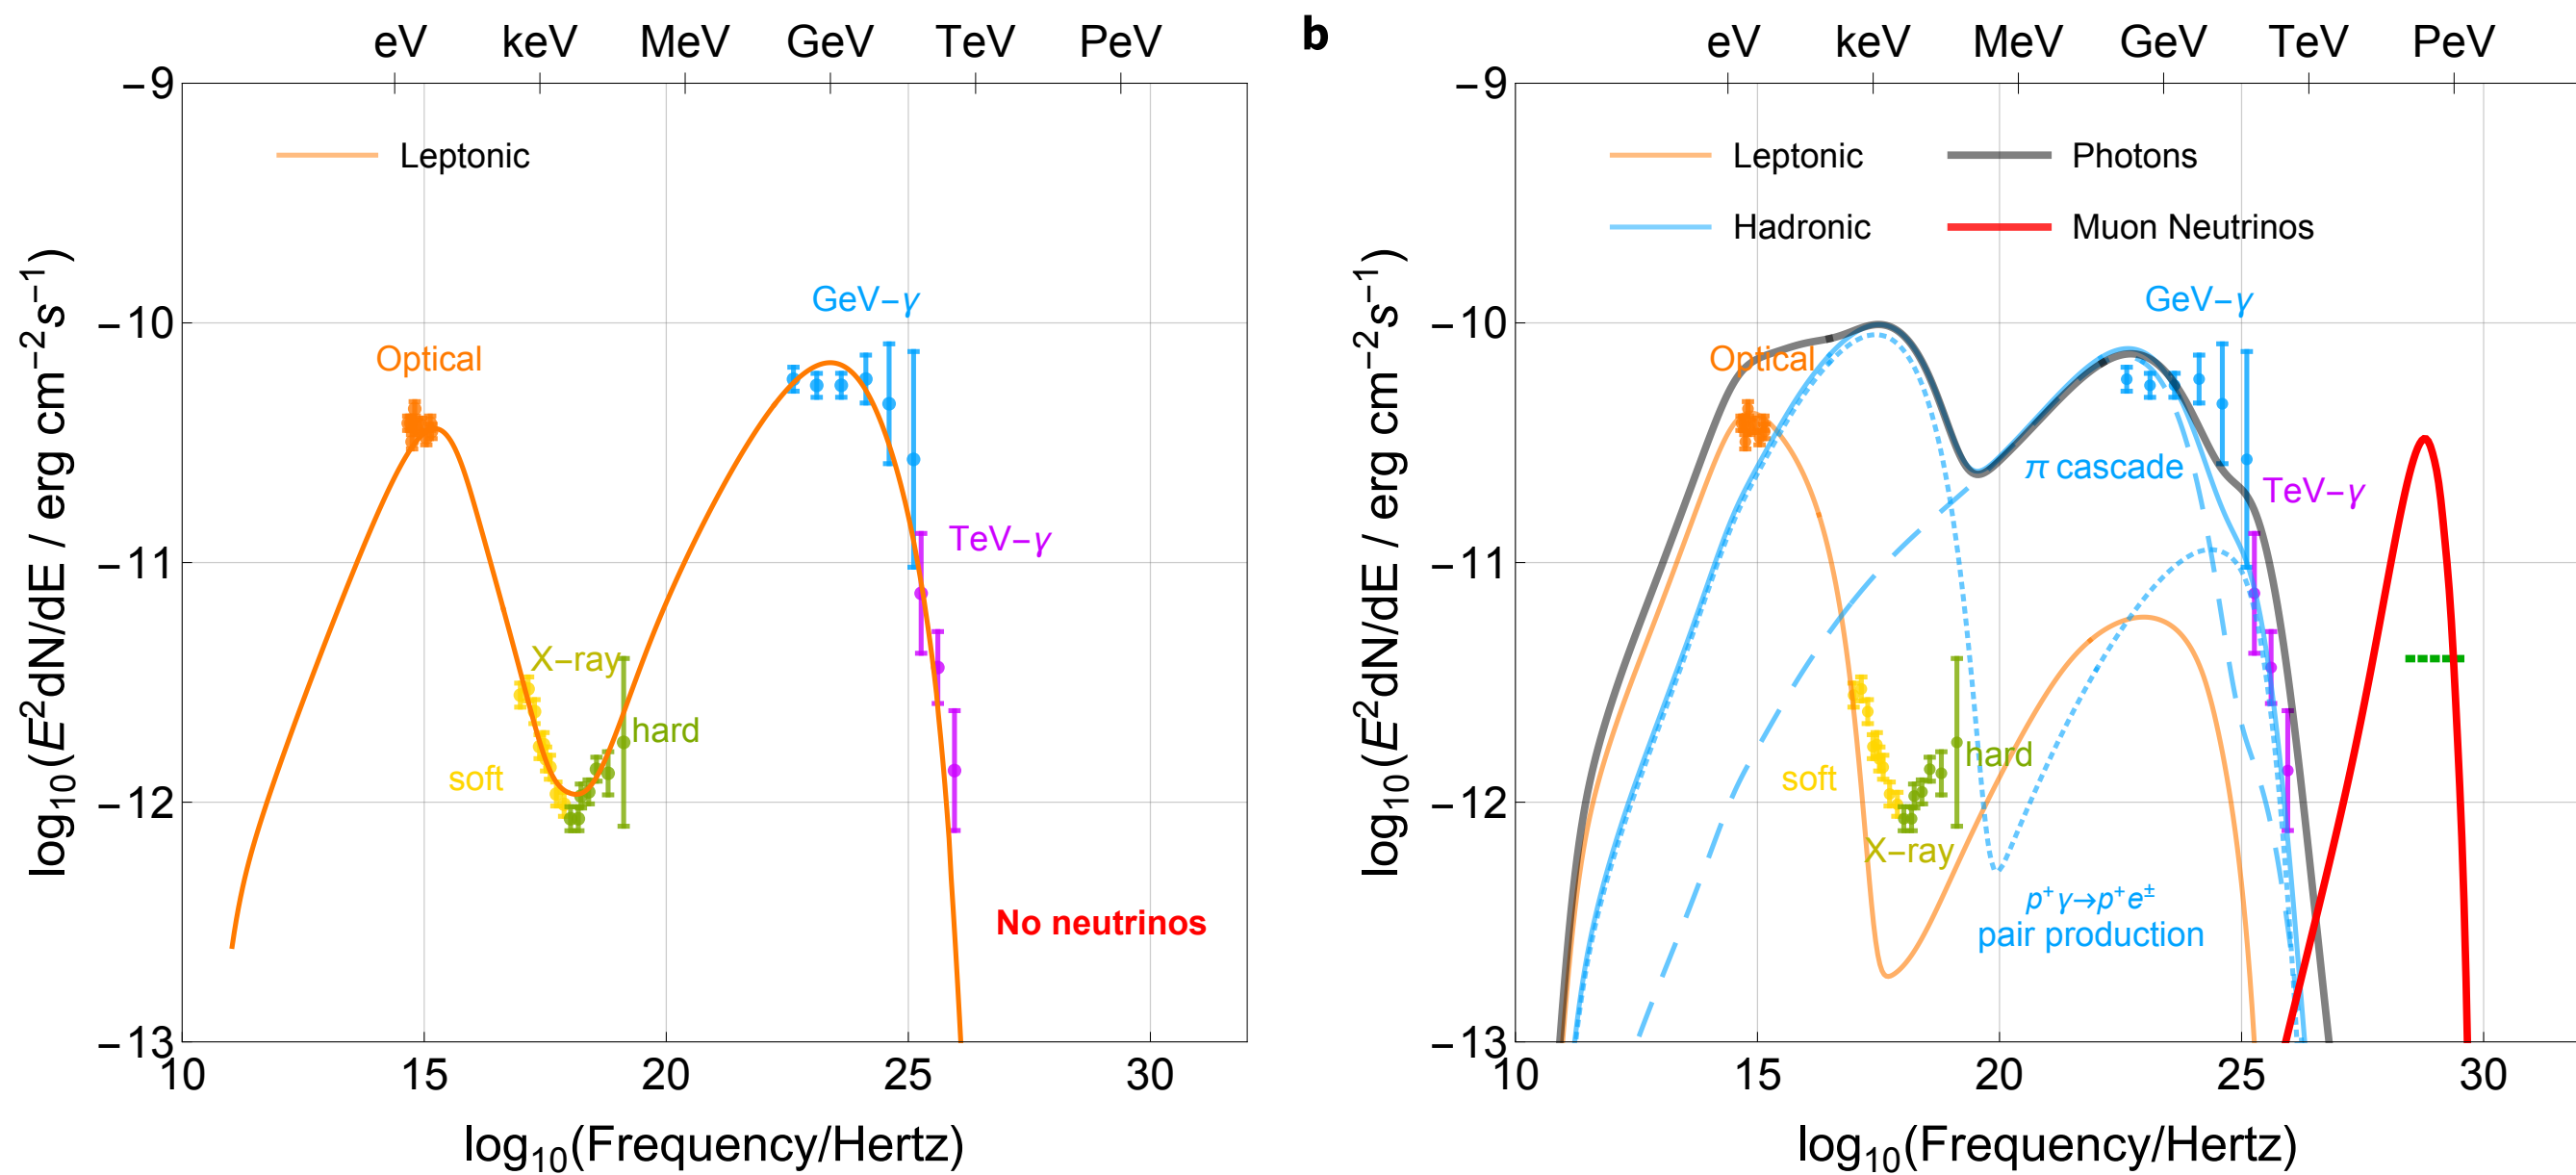 eV keV MeV GeV TeV PeV
−9
−10
−11
−12
−13
log10(E2dN/dE / erg cm−2s−1)
Leptonic
Optical
GeV−γ
TeV−γ
X−ray
hard
soft
No neutrinos
10 15 20 25 30
log10(Frequency/Hertz)
b
eV keV MeV GeV TeV PeV
−9
−10
−11
−12
−13
log10(E2dN/dE / erg cm−2s−1)
Leptonic Photons
Hadronic Muon Neutrinos
GeV−γ
Optical
π cascade
TeV−γ
hard
soft
X−ray
p+γ→p+e±
pair production
10 15 20 25 30
log10(Frequency/Hertz)